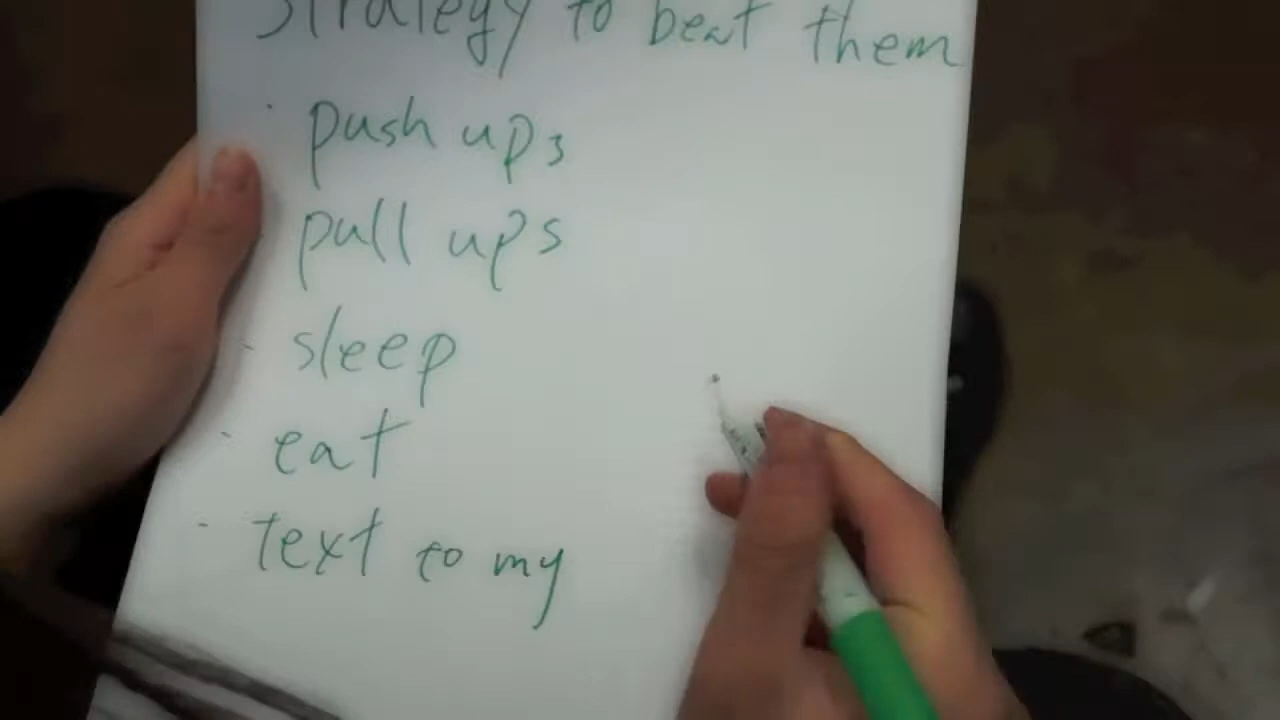 strategy to beat them
· push ups
pull ups
- sleep
- eat
- text to my